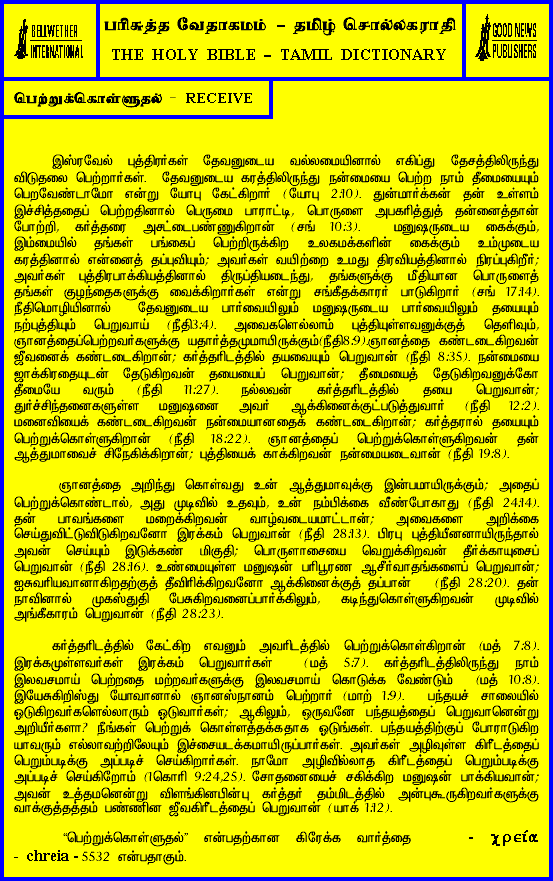 BELLWETHER
INTERNATIONAL
பரிசுத்த வேதாகமம் - தமிழ் சொல்லகராதி
THE HOLY BIBLE - TAMIL DICTIONARY
GOOD NEWS
PUBLISHERS
பெற்றுக்கொள்ளுதல் - RECEIVE
இஸ்ரவேல் புத்திரர்கள் தேவனுடைய வல்லமையினால் எகிப்து தேசத்திலிருந்து
விடுதலை பெற்றார்கள். தேவனுடைய கரத்திலிருந்து நன்மையை பெற்ற நாம் தீமையையும்
பெறவேண்டாமோ என்று யோபு கேட்கிறார் (யோபு 2:10). துன்மார்க்கன் தன் உள்ளம்
இச்சித்ததைப் பெற்றதினால் பெருமை பாராட்டி, பொருளை அபகரித்துத் தன்னைத்தான்
போற்றி, கர்த்தரை அசட்டைபண்ணுகிறான் (சங் 10:3). மனுஷருடைய கைக்கும்,
இம்மையில் தங்கள் பங்கைப் பெற்றிருக்கிற உலகமக்களின் கைக்கும் உம்முடைய
கரத்தினால் என்னைத் தப்புவியும்; அவர்கள் வயிற்றை உமது திரவியத்தினால் நிரப்புகிறீர்;
அவர்கள் புத்திரபாக்கியத்தினால் திருப்தியடைந்து, தங்களுக்கு மீதியான பொருளைத்
தங்கள் குழந்தைகளுக்கு வைக்கிறார்கள் என்று சங்கீதக்காரர் பாடுகிறார் (சங் 17:14).
நீதிமொழியினால் தேவனுடைய பார்வையிலும் மனுஷருடைய பார்வையிலும் தயையும்
நற்புத்தியும் பெறுவாய் (நீதி3:4). அவைகளெல்லாம் புத்தியுள்ளவனுக்குத் தெளிவும்,
ஞானத்தைப்பெற்றவர்களுக்கு யதார்த்தமுமாயிருக்கும்(நீதி8:9).ஞானத்தை கண்டடைகிறவன்
ஜீவனைக் கண்டடைகிறான்; கர்த்தரிடத்தில் தயவையும் பெறுவான் (நீதி 8:35). நன்மையை
ஜாக்கிரதையுடன் தேடுகிறவன் தயையைப் பெறுவான்; தீமையைத் தேடுகிறவனுக்கோ
தீமையே வரும் (நீதி 11:27). நல்லவன் கர்த்தரிடத்தில் தயை பெறுவான்;
துர்ச்சிந்தனைகளுள்ள மனுஷனை அவர் ஆக்கினைக்குட்படுத்துவார் (நீதி 12:2).
மனைவியைக் கண்டடைகிறவன் நன்மையானதைக் கண்டடைகிறான்; கர்த்தரால் தயையும்
பெற்றுக்கொள்ளுகிறான் (நீதி 18:22). ஞானத்தைப் பெற்றுக்கொள்ளுகிறவன் தன்
ஆத்துமாவைச் சிநேகிக்கிறான்; புத்தியைக் காக்கிறவன் நன்மையடைவான் (நீதி 19:8).
ஞானத்தை அறிந்து கொள்வது உன் ஆத்துமாவுக்கு இன்பமாயிருக்கும்; அதைப்
பெற்றுக்கொண்டால், அது முடிவில் உதவும், உன் நம்பிக்கை வீண்போகாது (நீதி 24:14).
தன் பாவங்களை மறைக்கிறவன் வாழ்வடையமாட்டான்; அவைகளை அறிக்கை
செய்துவிட்டுவிடுகிறவனோ இரக்கம் பெறுவான் (நீதி 28:13). பிரபு புத்தியீனனாயிருந்தால்
அவன் செய்யும் இடுக்கண் மிகுதி; பொருளாசையை வெறுக்கிறவன் தீர்க்காயுசைப்
பெறுவான் (நீதி 28:16). உண்மையுள்ள மனுஷன் பரிபூரண ஆசீர்வாதங்களைப் பெறுவான்;
ஐசுவரியவானாகிறதற்குத் தீவிரிக்கிறவனோ ஆக்கினைக்குத் தப்பான் (நீதி 28:20). தன்
நாவினால் முகஸ்துதி பேசுகிறவனைப்பார்க்கிலும், கடிந்துகொள்ளுகிறவன் முடிவில்
அங்கீகாரம் பெறுவான் (நீதி 28:23).
கர்த்தரிடத்தில் கேட்கிற எவனும் அவரிடத்தில் பெற்றுக்கொள்கிறான் (மத் 7:8).
இரக்கமுள்ளவர்கள் இரக்கம் பெறுவார்கள் (மத் 5:7). கர்த்தரிடத்திலிருந்து நாம்
இலவசமாய் பெற்றதை மற்றவர்களுக்கு இலவசமாய் கொடுக்க வேண்டும் (மத் 10:8).
இயேசுகிறிஸ்து யோவானால் ஞானஸ்நானம் பெற்றார் (மாற் 1:9). பந்தயச் சாலையில்
ஓடுகிறவர்களெல்லாரும் ஓடுவார்கள்; ஆகிலும், ஒருவனே பந்தயத்தைப் பெறுவானென்று
அறியீர்களா? நீங்கள் பெற்றுக் கொள்ளத்தக்கதாக ஓடுங்கள். பந்தயத்திற்குப் போராடுகிற
யாவரும் எல்லாவற்றிலேயும் இச்சையடக்கமாயிருப்பார்கள். அவர்கள் அழிவுள்ள கிரீடத்தைப்
பெறும்படிக்கு அப்படிச் செய்கிறார்கள். நாமோ அழிவில்லாத கிரீடத்தைப் பெறும்படிக்கு
அப்படிச் செய்கிறோம் (1கொரி 9:24,25). சோதனையைச் சகிக்கிற மனுஷன் பாக்கியவான்;
அவன் உத்தமனென்று விளங்கினபின்பு கர்த்தர் தம்மிடத்தில் அன்புகூருகிறவர்களுக்கு
வாக்குத்தத்தம் பண்ணின ஜீவகிரீடத்தைப் பெறுவான் (யாக் 1:12).
“பெற்றுக்கொள்ளுதல்” என்பதற்கான கிரேக்க வார்த்தை - χρεία
- chreia - 5532 என்பதாகும்.